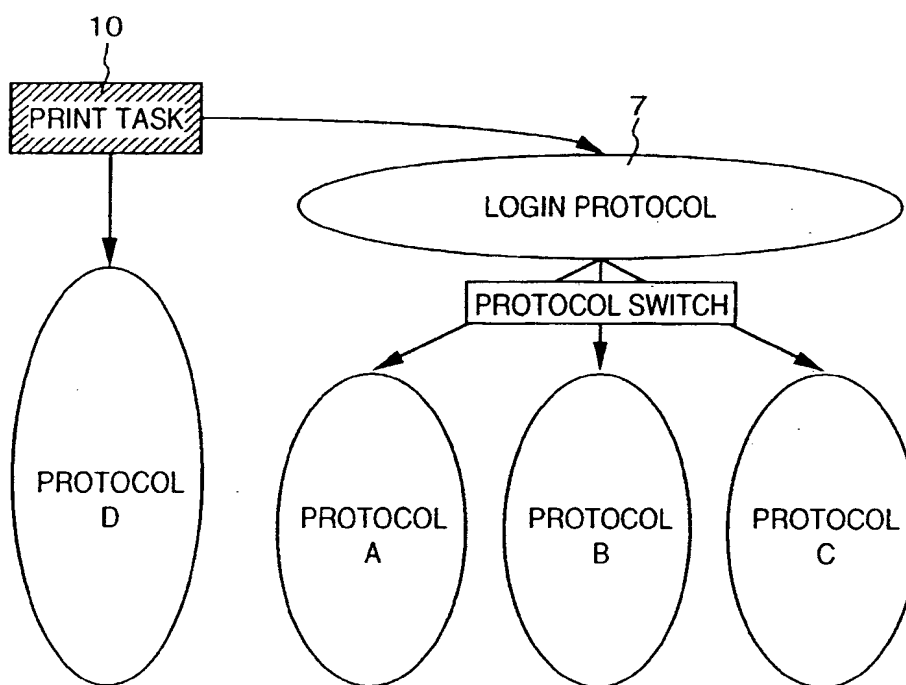 10
PRINT TASK
7
LOGIN PROTOCOL
PROTOCOL SWITCH
PROTOCOL
D
PROTOCOL
A
PROTOCOL
B
PROTOCOL
C